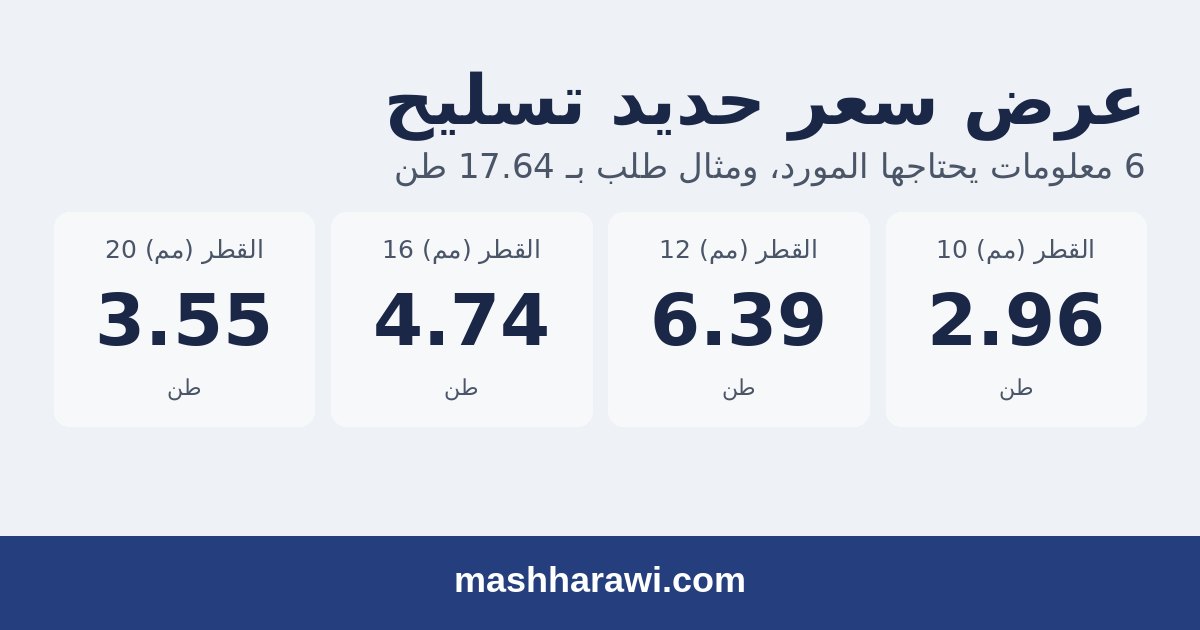 عرض سعر حديد تسليح
6 معلومات يحتاجها المورد، ومثال طلب بـ 17.64 طن
القطر (مم) 10
2.96
طن
القطر (مم) 12
6.39
طن
القطر (مم) 16
4.74
طن
القطر (مم) 20
3.55
طن
mashharawi.com